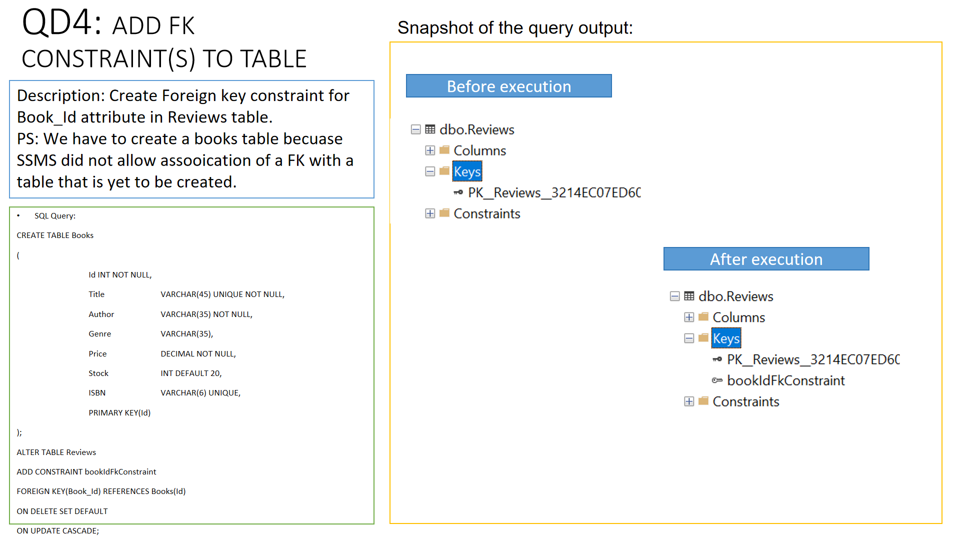 QD4: ADD FK
CONSTRAINT(S) TO TABLE
Description: Create Foreign key constraint for
Book_Id attribute in Reviews table.
PS: We have to create a books table becuase
SSMS did not allow assooication of a FK with a
table that is yet to be created.
• SQL Query:
CREATE TABLE Books
(
Id INT NOT NULL,
Title VARCHAR(45) UNIQUE NOT NULL,
Author VARCHAR(35) NOT NULL,
Genre VARCHAR(35),
Price DECIMAL NOT NULL,
Stock INT DEFAULT 20,
ISBN VARCHAR(6) UNIQUE,
PRIMARY KEY(Id)
);
ALTER TABLE Reviews
ADD CONSTRAINT bookIdFkConstraint
FOREIGN KEY(Book_Id) REFERENCES Books(Id)
ON DELETE SET DEFAULT
ON UPDATE CASCADE;
Snapshot of the query output:
Before execution
dbo.Reviews
Columns
Keys
PK__Reviews__3214EC07ED6C
Constraints
After execution
dbo.Reviews
Columns
Keys
PK__Reviews__3214EC07ED6C
bookIdFkConstraint
Constraints